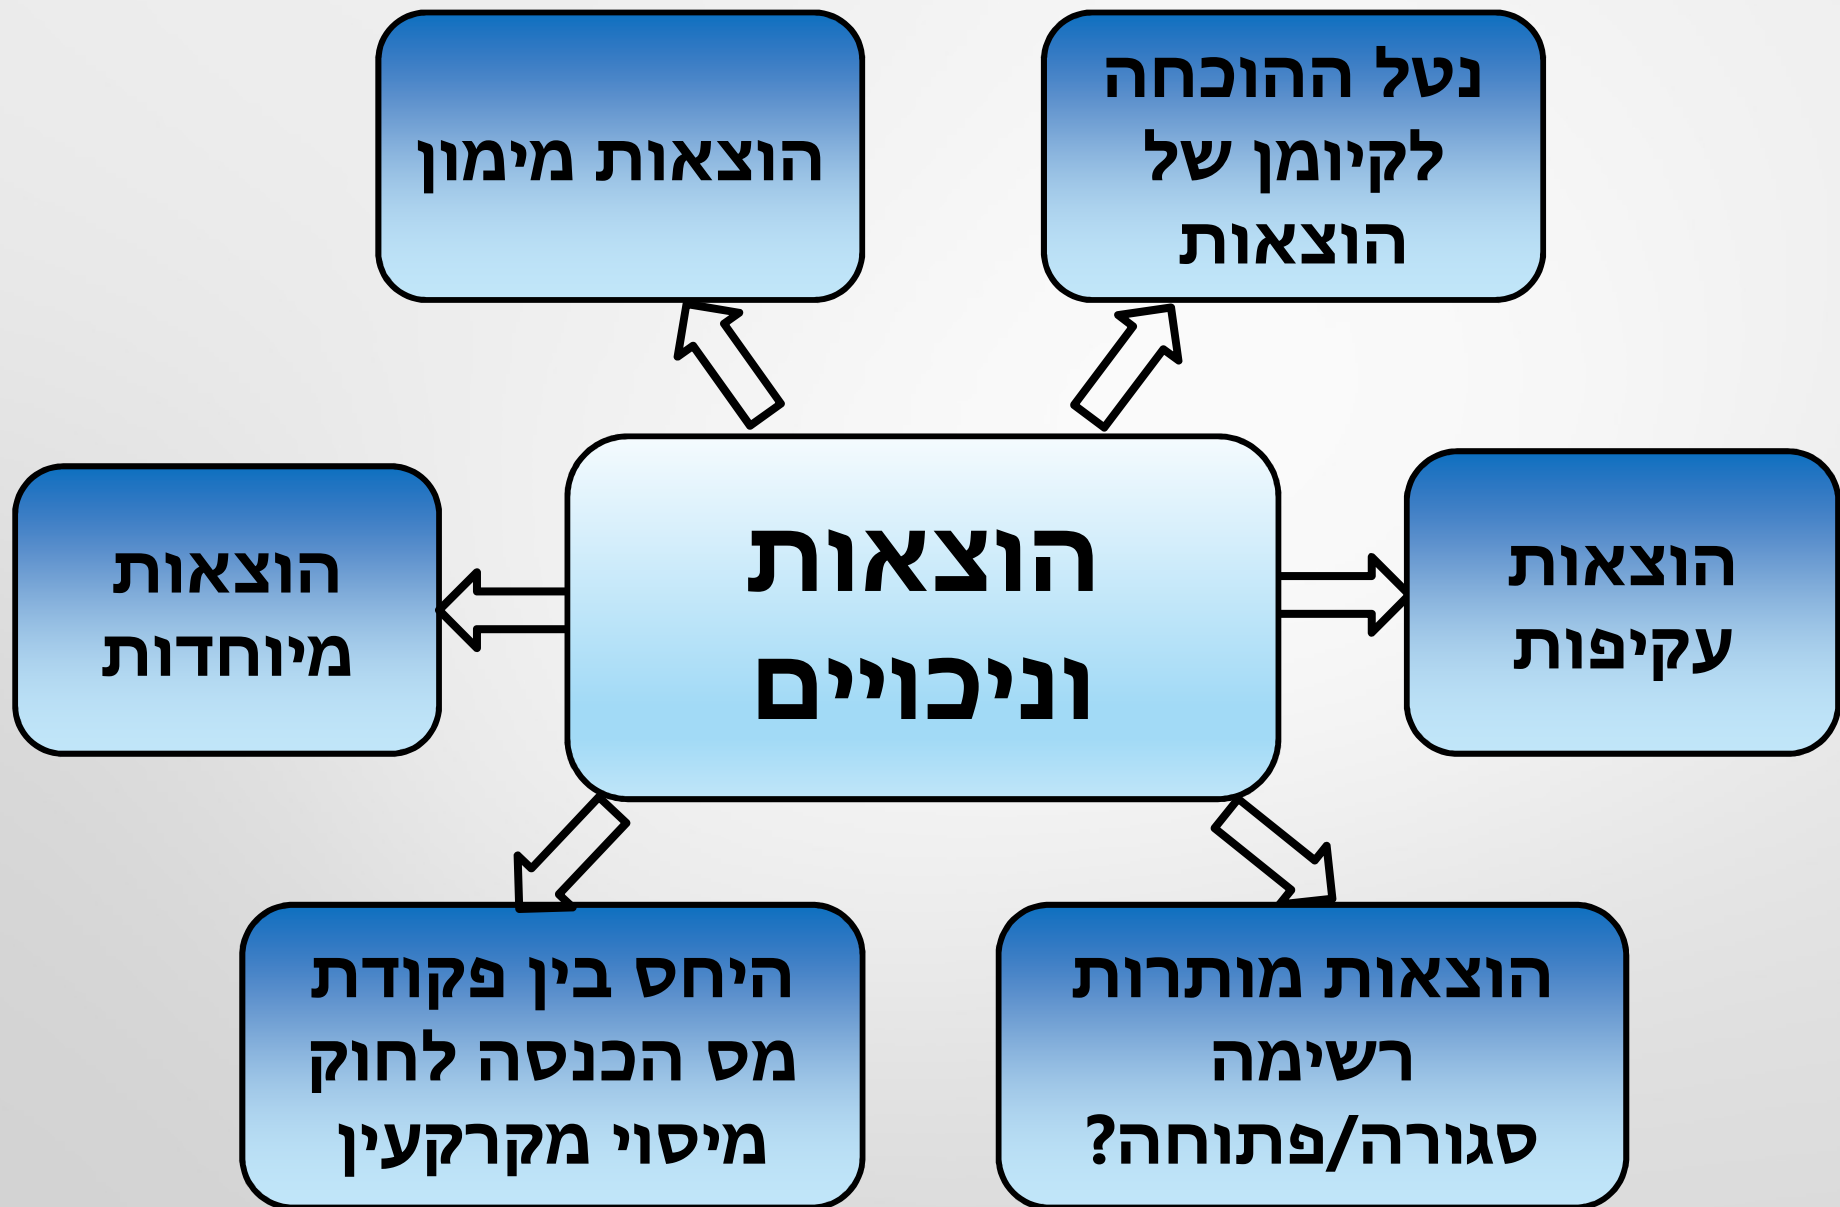 נטל ההוכחה
לקיומן של
הוצאות
הוצאות מימון
הוצאות
עקיפות
הוצאות
וניכויים
הוצאות
מיוחדות
הוצאות מותרות
רשימה
סגורה/פתוחה?
היחס בין פקודת
מס הכנסה לחוק
מיסוי מקרקעין